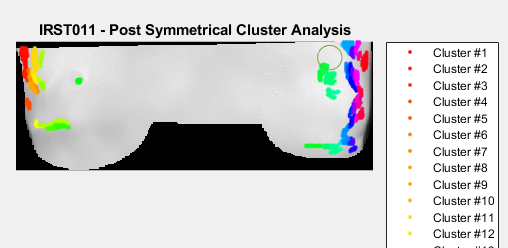 IRST011 - Post Symmetrical Cluster Analysis
Cluster #1
Cluster #2
Cluster #3
Cluster #4
Cluster #5
Cluster #6
Cluster #7
Cluster #8
Cluster #9
Cluster #10
Cluster #11
Cluster #12